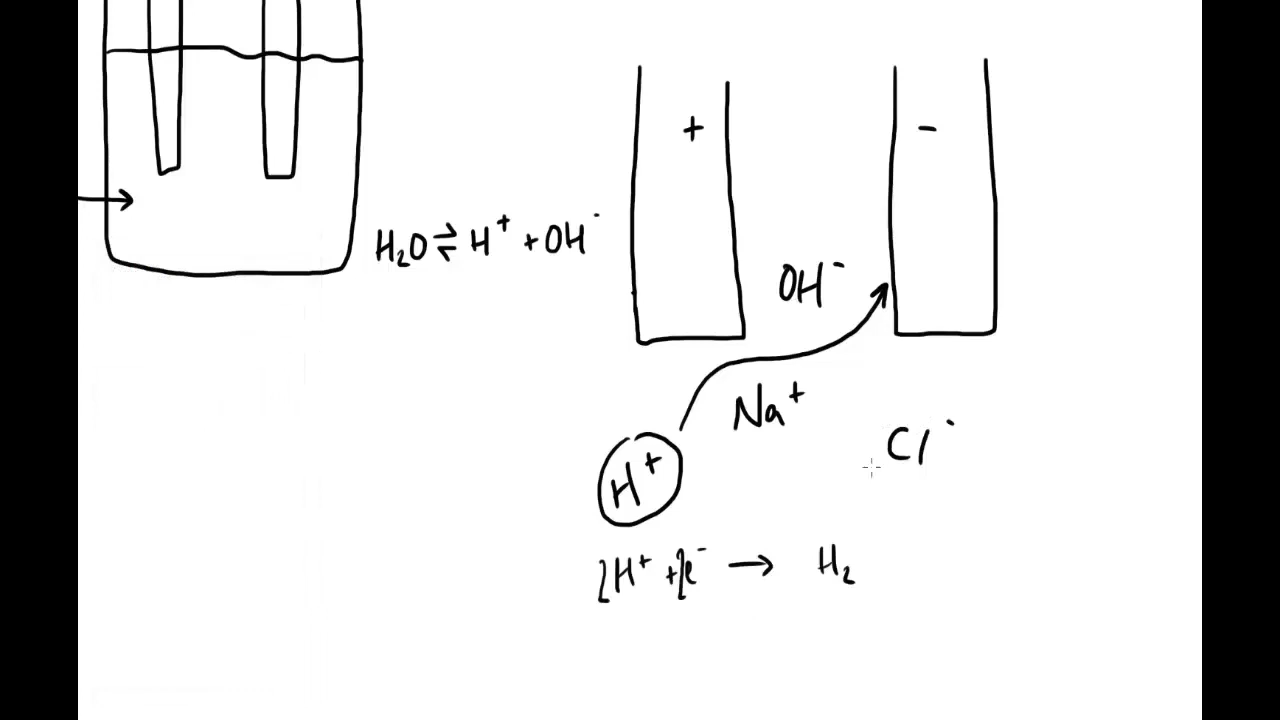 + -
H₂O ⇌ H⁺ + OH⁻
OH⁻
Na⁺
Cl⁻
H⁺
2H⁺ + 2e⁻ → H₂